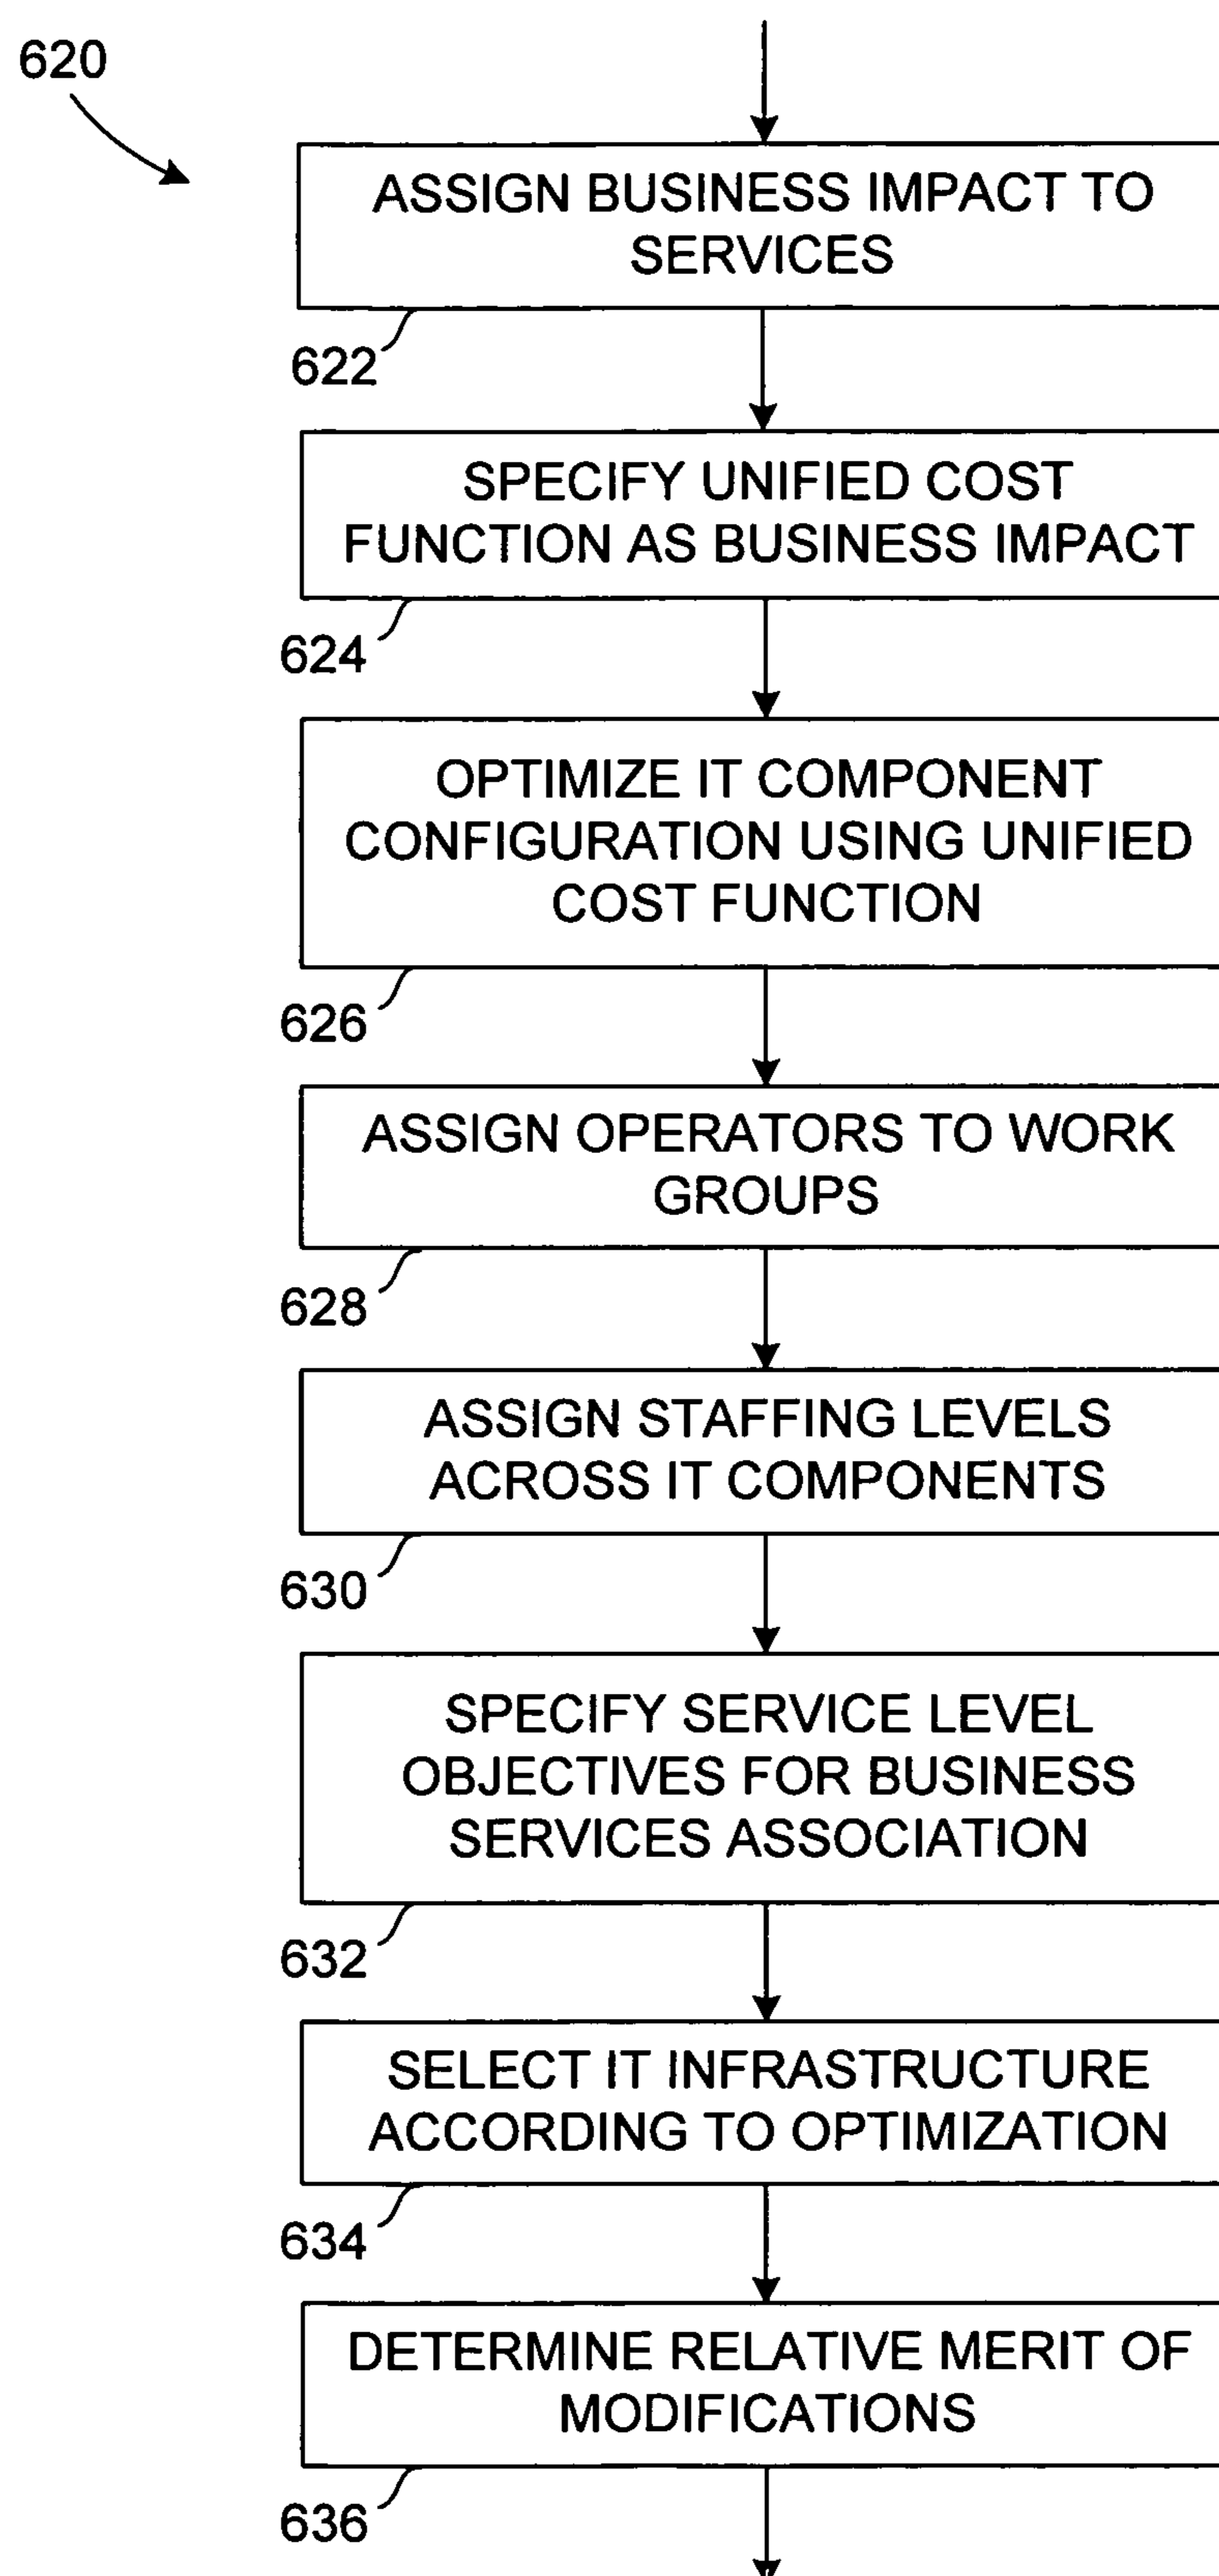 620
ASSIGN BUSINESS IMPACT TO
SERVICES
622
SPECIFY UNIFIED COST
FUNCTION AS BUSINESS IMPACT
624
OPTIMIZE IT COMPONENT
CONFIGURATION USING UNIFIED
COST FUNCTION
626
ASSIGN OPERATORS TO WORK
GROUPS
628
ASSIGN STAFFING LEVELS
ACROSS IT COMPONENTS
630
SPECIFY SERVICE LEVEL
OBJECTIVES FOR BUSINESS
SERVICES ASSOCIATION
632
SELECT IT INFRASTRUCTURE
ACCORDING TO OPTIMIZATION
634
DETERMINE RELATIVE MERIT OF
MODIFICATIONS
636